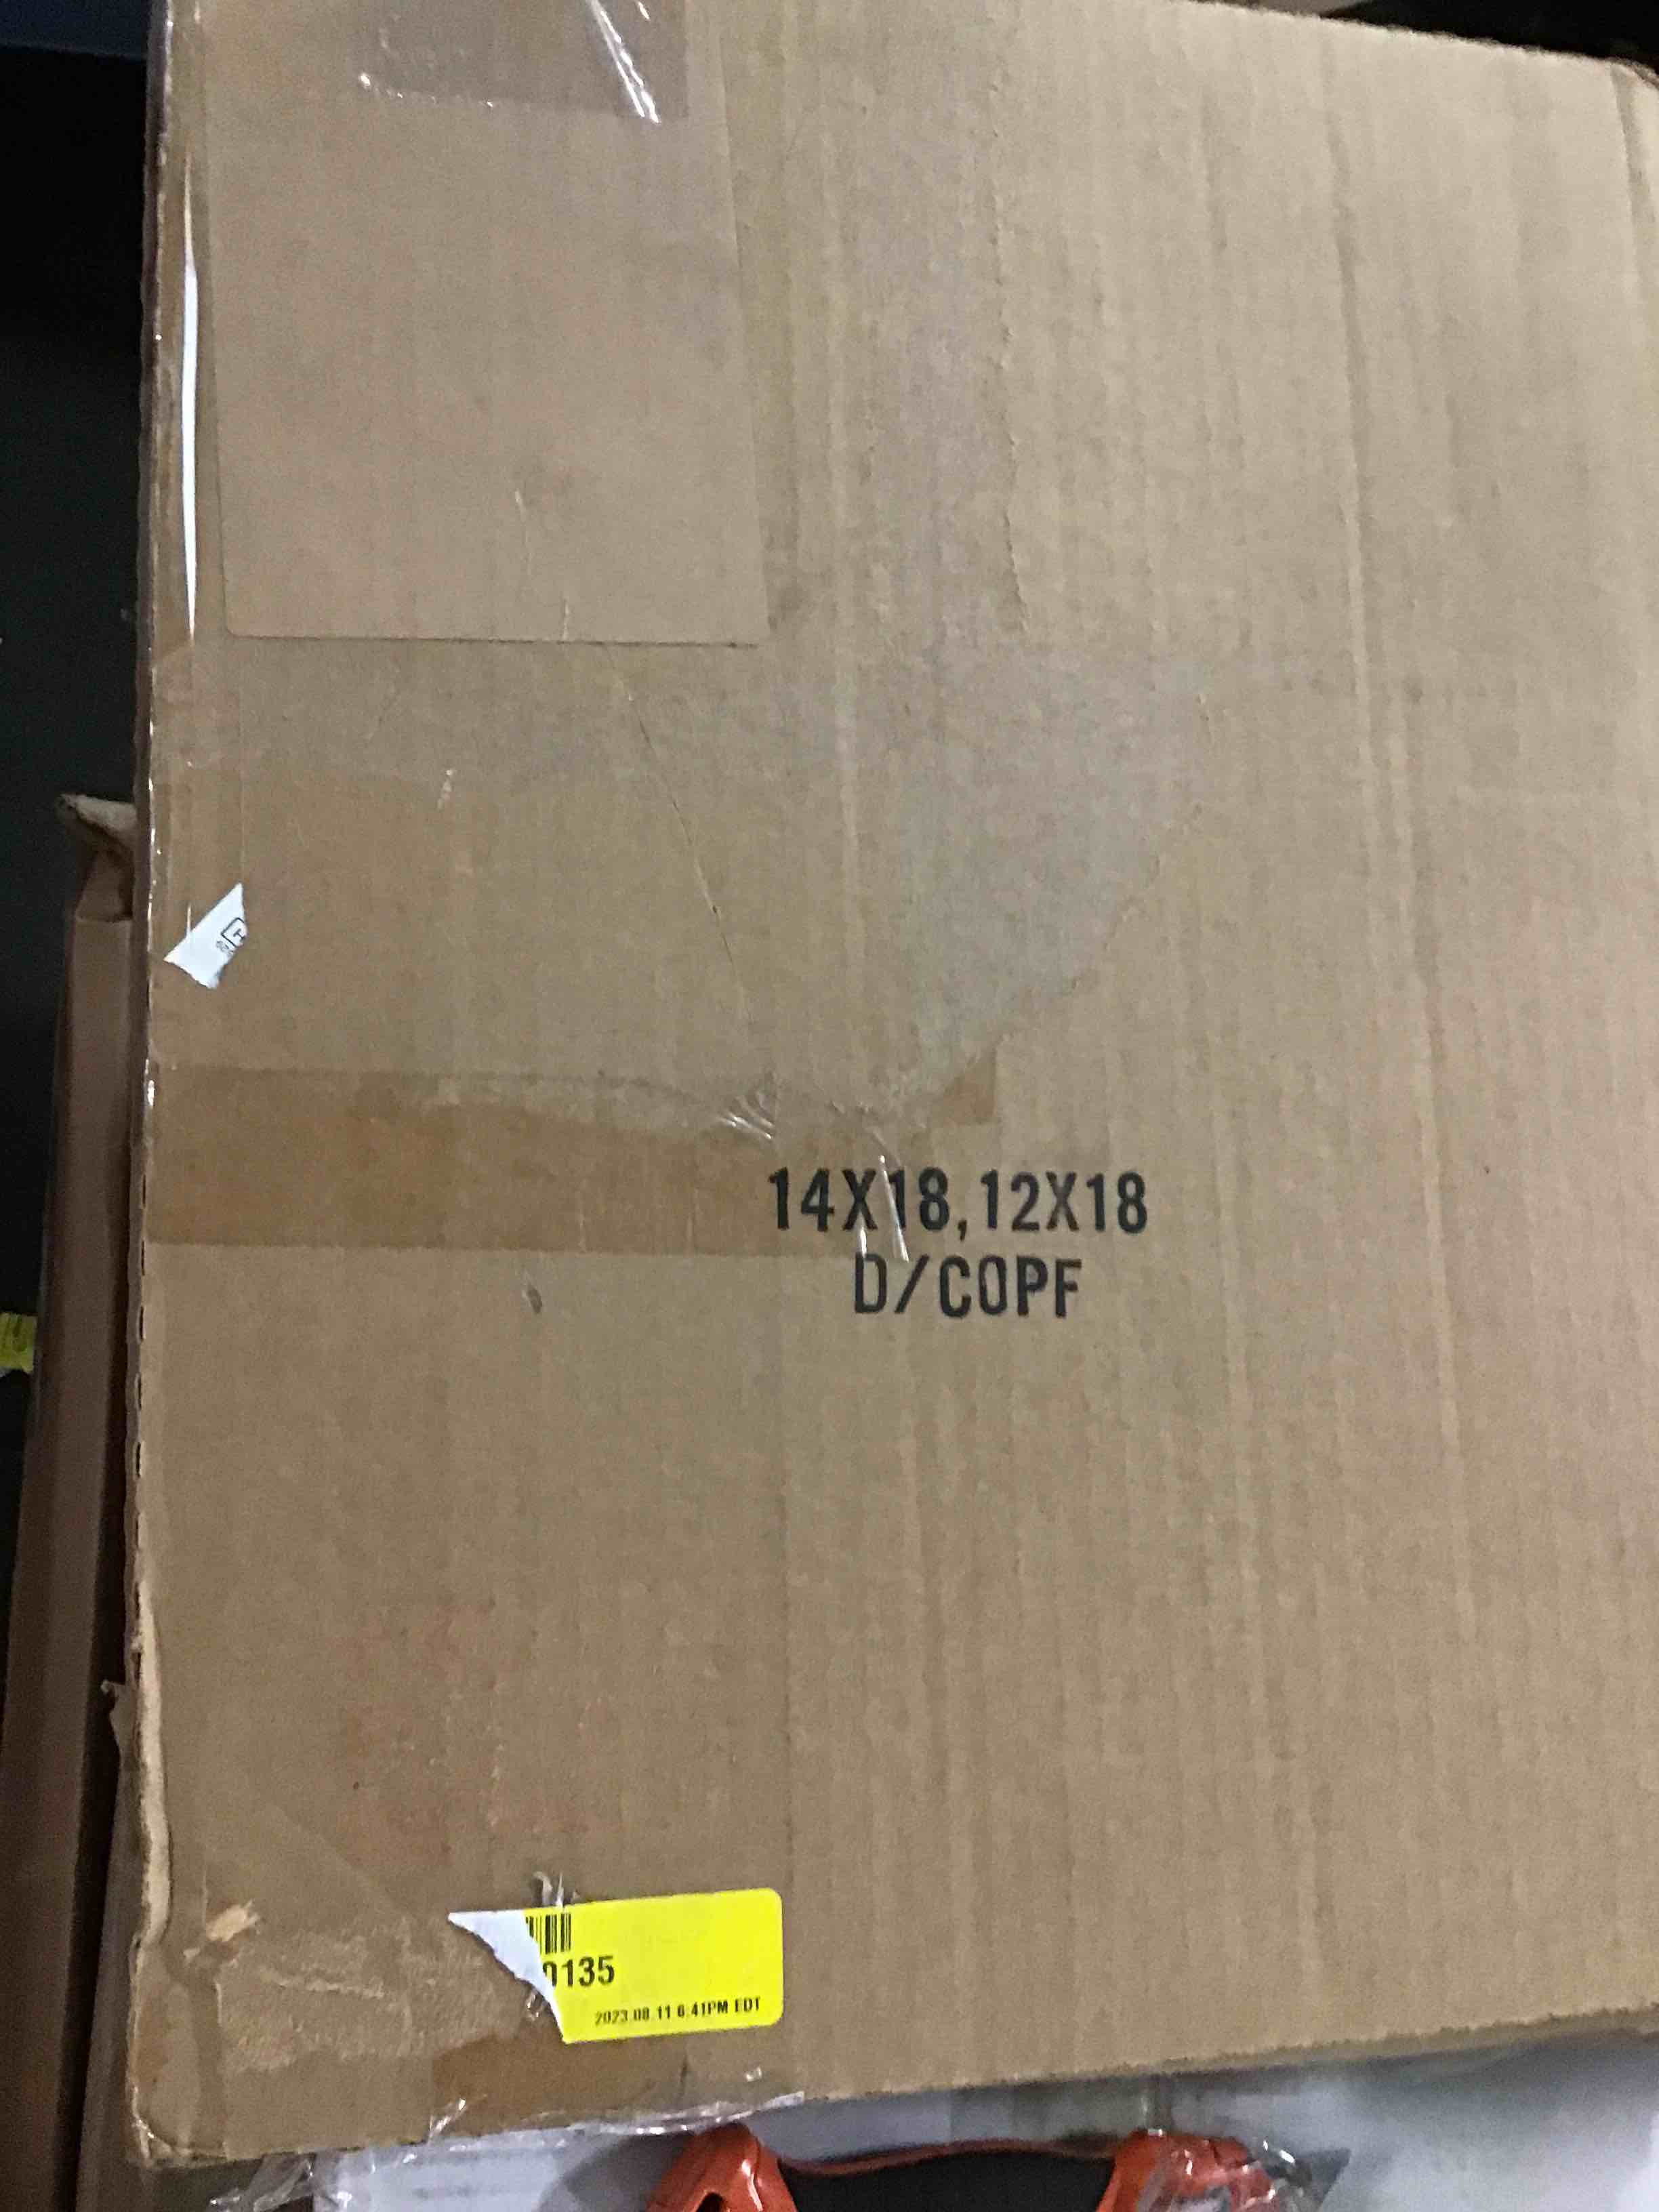 H
14X18,12X18
D/COPF
0135
2023.08.11 6:41PM EDT